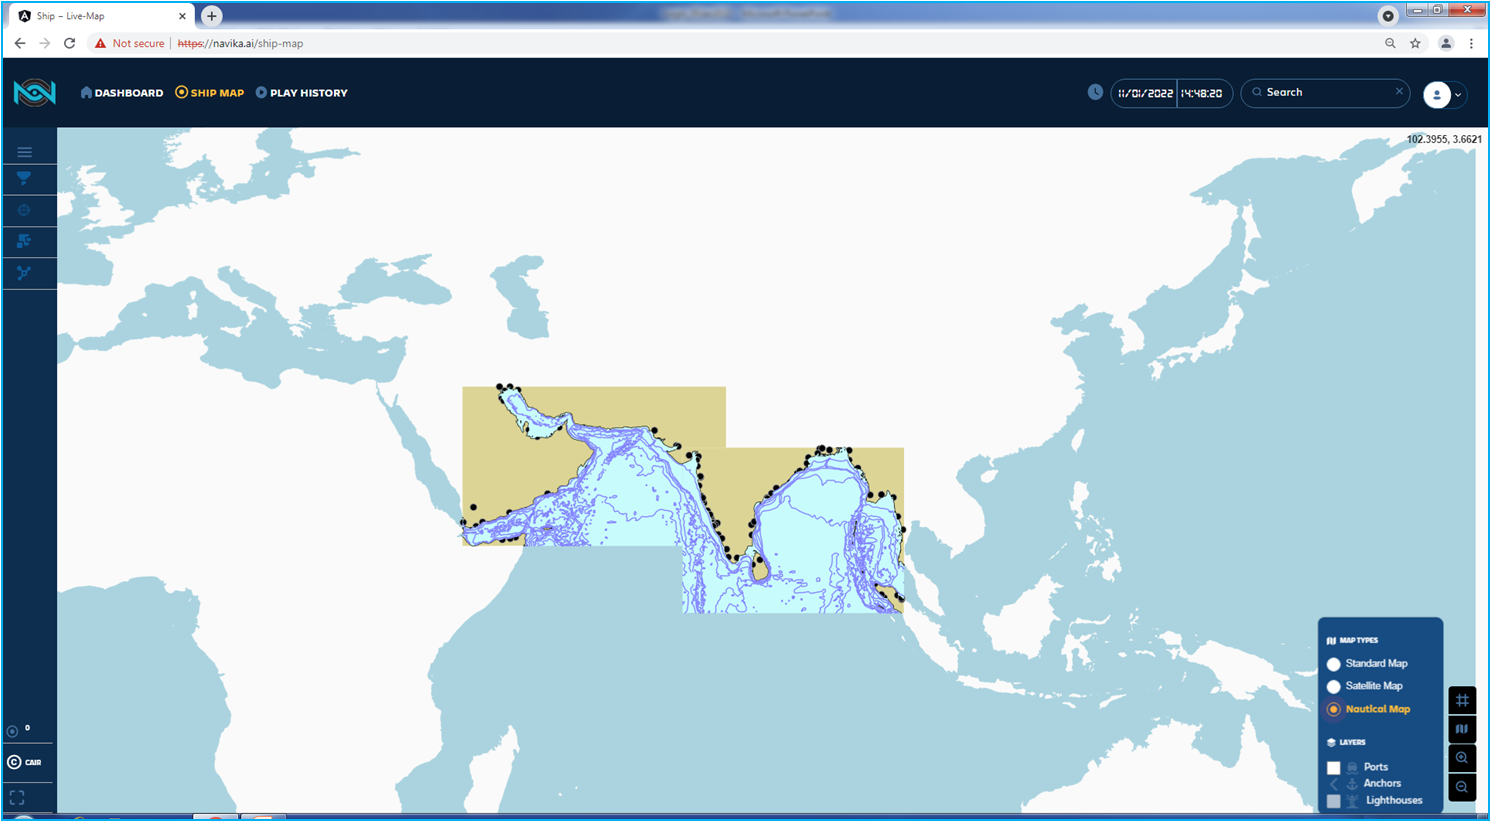 Ship – Live-Map
Not secure
https://navika.ai/ship-map
DASHBOARD
SHIP MAP
PLAY HISTORY
11/01/2022
14:48:20
Search
102.3955, 3.6621
MAP TYPES
Standard Map
Satellite Map
Nautical Map
LAYERS
Ports
Anchors
Lighthouses
0
CAIR